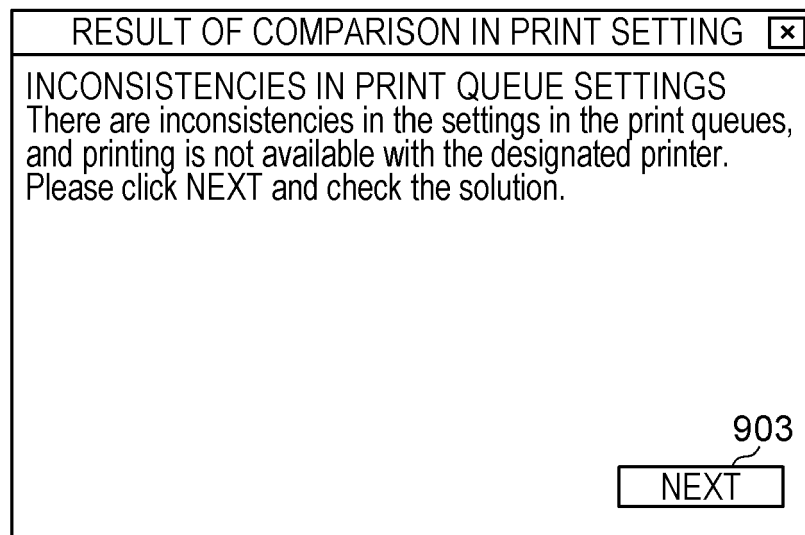 RESULT OF COMPARISON IN PRINT SETTING ×
INCONSISTENCIES IN PRINT QUEUE SETTINGS
There are inconsistencies in the settings in the print queues,
and printing is not available with the designated printer.
Please click NEXT and check the solution.
903
NEXT